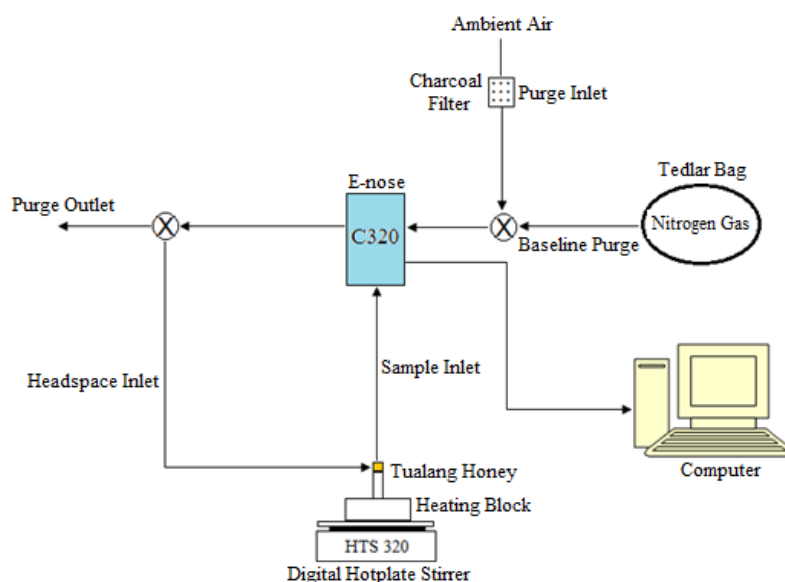 Ambient Air
Charcoal
Filter
Purge Inlet
Tedlar Bag
E-nose
Purge Outlet
X
C320
X
Nitrogen Gas
Baseline Purge
Headspace Inlet
Sample Inlet
Tualang Honey
Computer
Heating Block
HTS 320
Digital Hotplate Stirrer